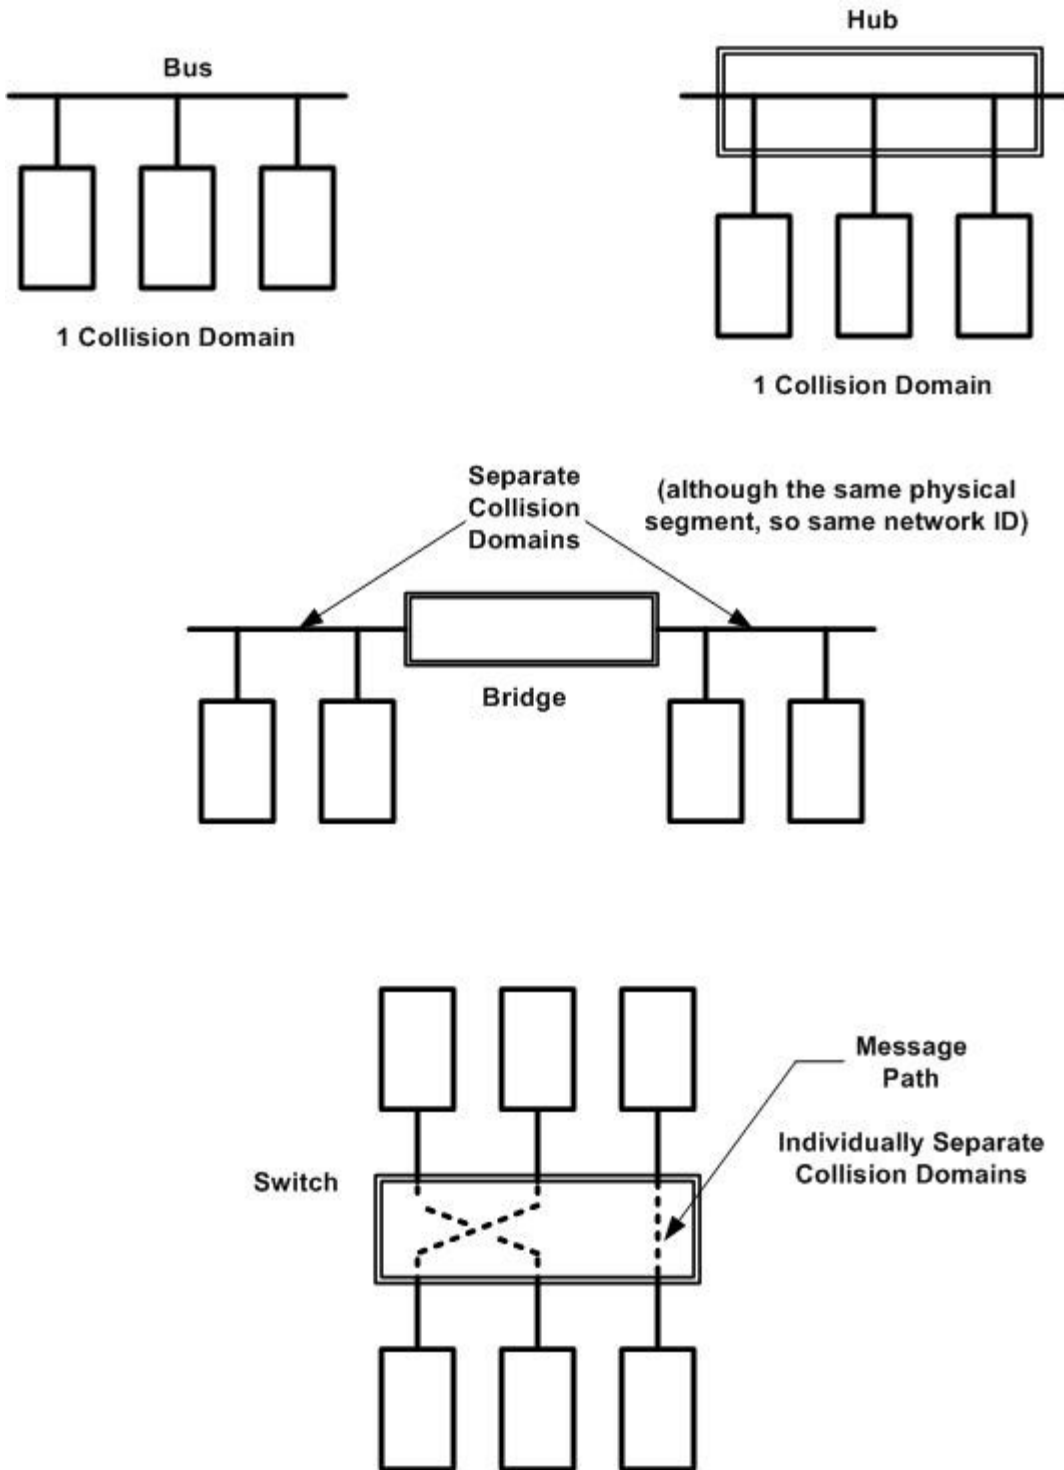 Bus
Hub
1 Collision Domain
1 Collision Domain
Separate
Collision
Domains
(although the same physical
segment, so same network ID)
Bridge
Message
Path
Individually Separate
Collision Domains
Switch